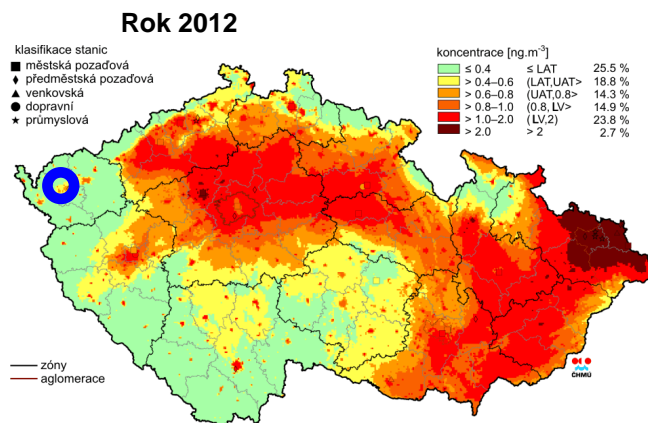 Rok 2012
klasifikace stanic
■ městská pozaďová
♦ předměstská pozaďová
▲ venkovská
● dopravní
★ průmyslová
koncentrace [ng.m⁻³]
≤ 0.4 ≤ LAT 25.5 %
> 0.4–0.6 (LAT,UAT> 18.8 %
> 0.6–0.8 (UAT,0.8> 14.3 %
> 0.8–1.0 (0.8, LV> 14.9 %
> 1.0–2.0 (LV,2) 23.8 %
> 2.0 > 2 2.7 %
zóny
aglomerace
ČHMÚ